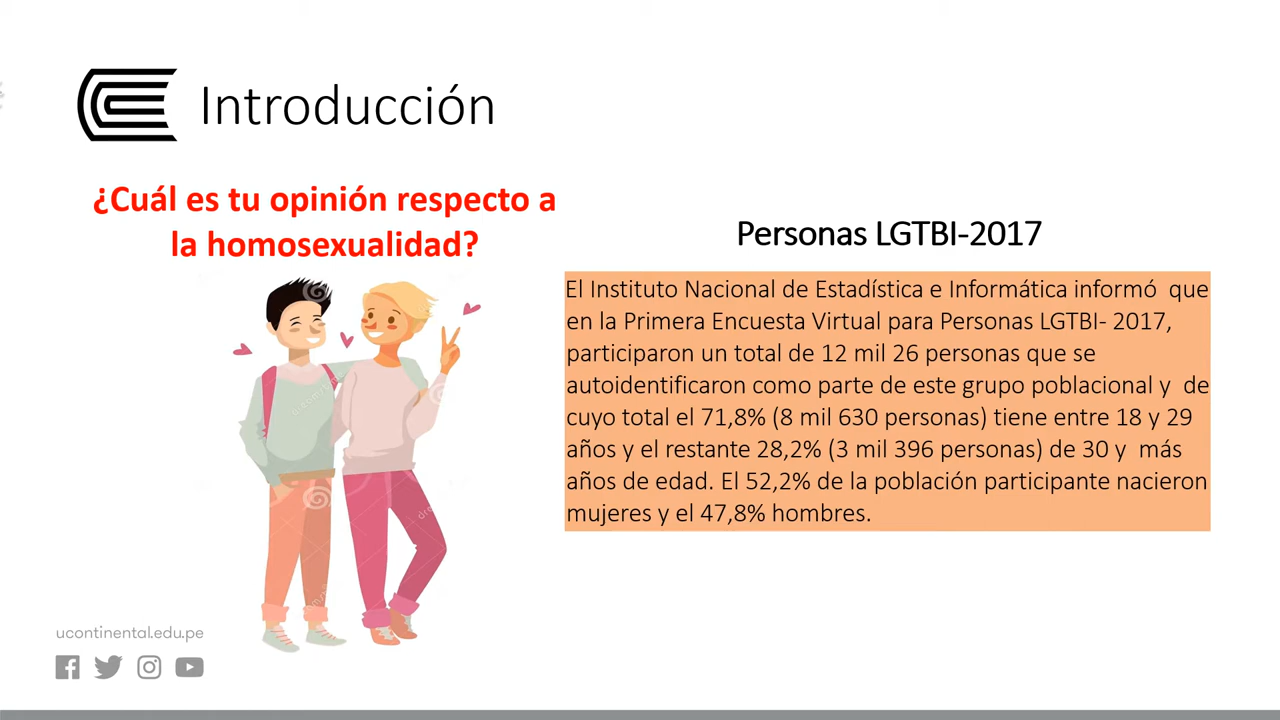 Introducción
¿Cuál es tu opinión respecto a
la homosexualidad?
Personas LGTBI-2017
El Instituto Nacional de Estadística e Informática informó  que
en la Primera Encuesta Virtual para Personas LGTBI- 2017,
participaron un total de 12 mil 26 personas que se
autoidentificaron como parte de este grupo poblacional y  de
cuyo total el 71,8% (8 mil 630 personas) tiene entre 18 y 29
años y el restante 28,2% (3 mil 396 personas) de 30 y  más
años de edad. El 52,2% de la población participante nacieron
mujeres y el 47,8% hombres.
ucontinental.edu.pe